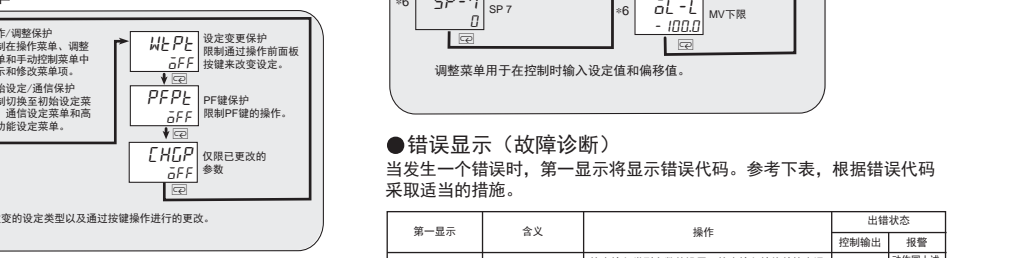 作/调整保护
制在操作菜单、调整
单和手动控制菜单中
示和修改菜单项。
始设定/通信保护
制切换至初始设定菜
、通信设定菜单和高
功能设定菜单。
WtPt
oFF
设定变更保护
限制通过操作前面板
按键来改变设定。
PFPt
oFF
PF键保护
限制PF键的操作。
CHGP
oFF
仅限已更改的
参数
变的设定类型以及通过按键操作进行的更改。
*6
SP-7
0
SP 7
*6
oL-L
-100.0
MV下限
调整菜单用于在控制时输入设定值和偏移值。
●错误显示（故障诊断）
当发生一个错误时，第一显示将显示错误代码。参考下表，根据错误代码
采取适当的措施。
第一显示 含义 操作 出错状态
控制输出 报警